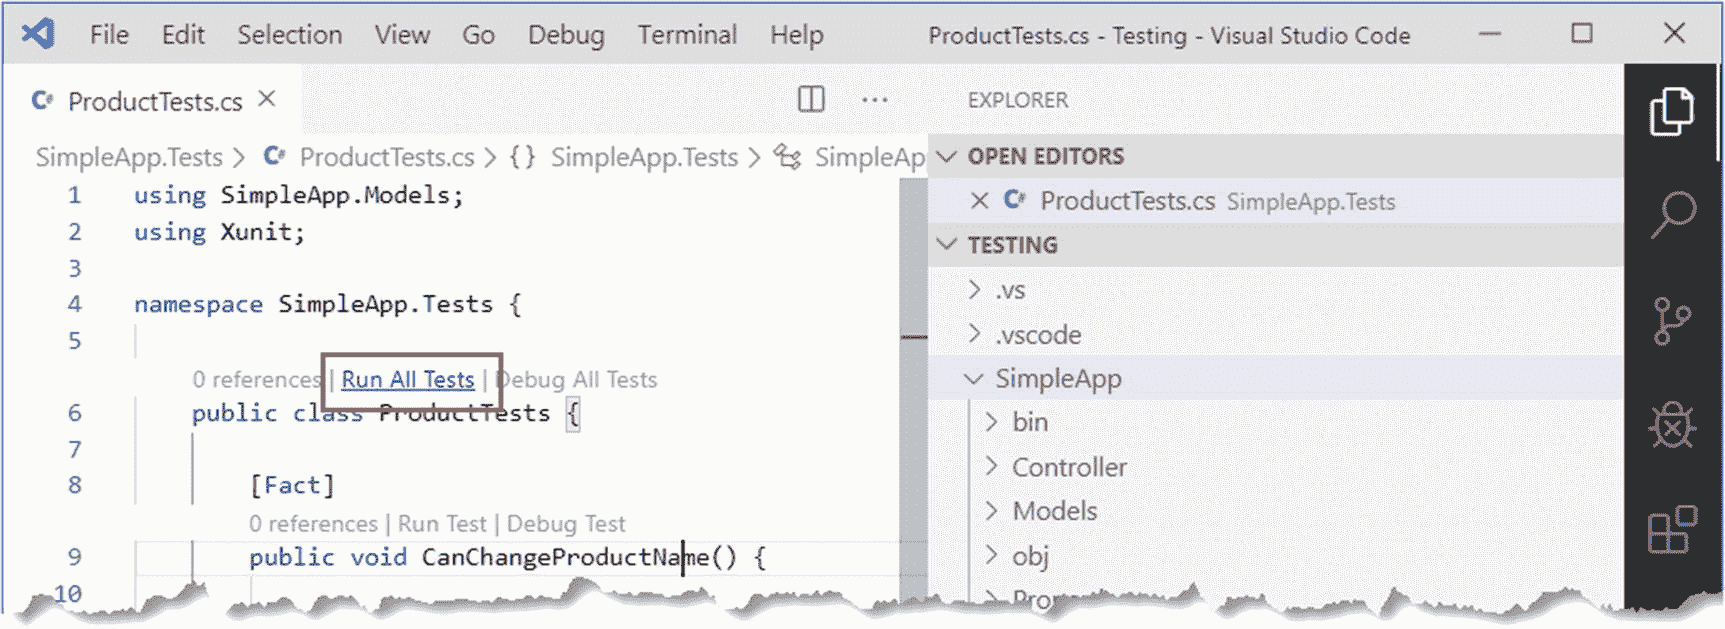 File Edit Selection View Go Debug Terminal Help ProductTests.cs - Testing - Visual Studio Code
ProductTests.cs
SimpleApp.Tests > ProductTests.cs > {} SimpleApp.Tests > SimpleAp
1 using SimpleApp.Models;
2 using Xunit;
3
4 namespace SimpleApp.Tests {
5
0 references | Run All Tests | Debug All Tests
6 public class ProductTests {
7
8 [Fact]
0 references | Run Test | Debug Test
9 public void CanChangeProductName() {
10
EXPLORER
OPEN EDITORS
ProductTests.cs SimpleApp.Tests
TESTING
.vs
.vscode
SimpleApp
bin
Controller
Models
obj